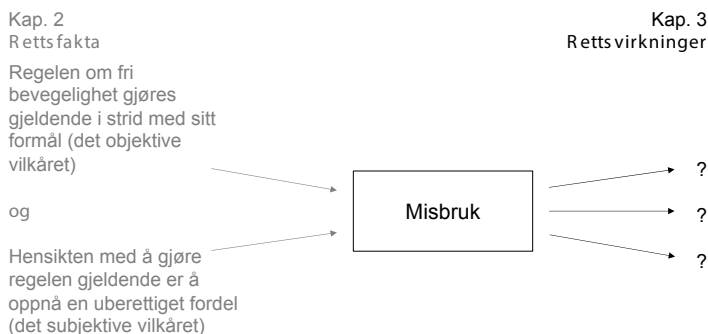 Kap. 2
Rettsfakta
Kap. 3
Rettsvirkninger
Regelen om fri
bevegelighet gjøres
gjeldende i strid med sitt
formål (det objektive
vilkåret)
og
Hensikten med å gjøre
regelen gjeldende er å
oppnå en uberettiget fordel
(det subjektive vilkåret)
Misbruk
?
?
?